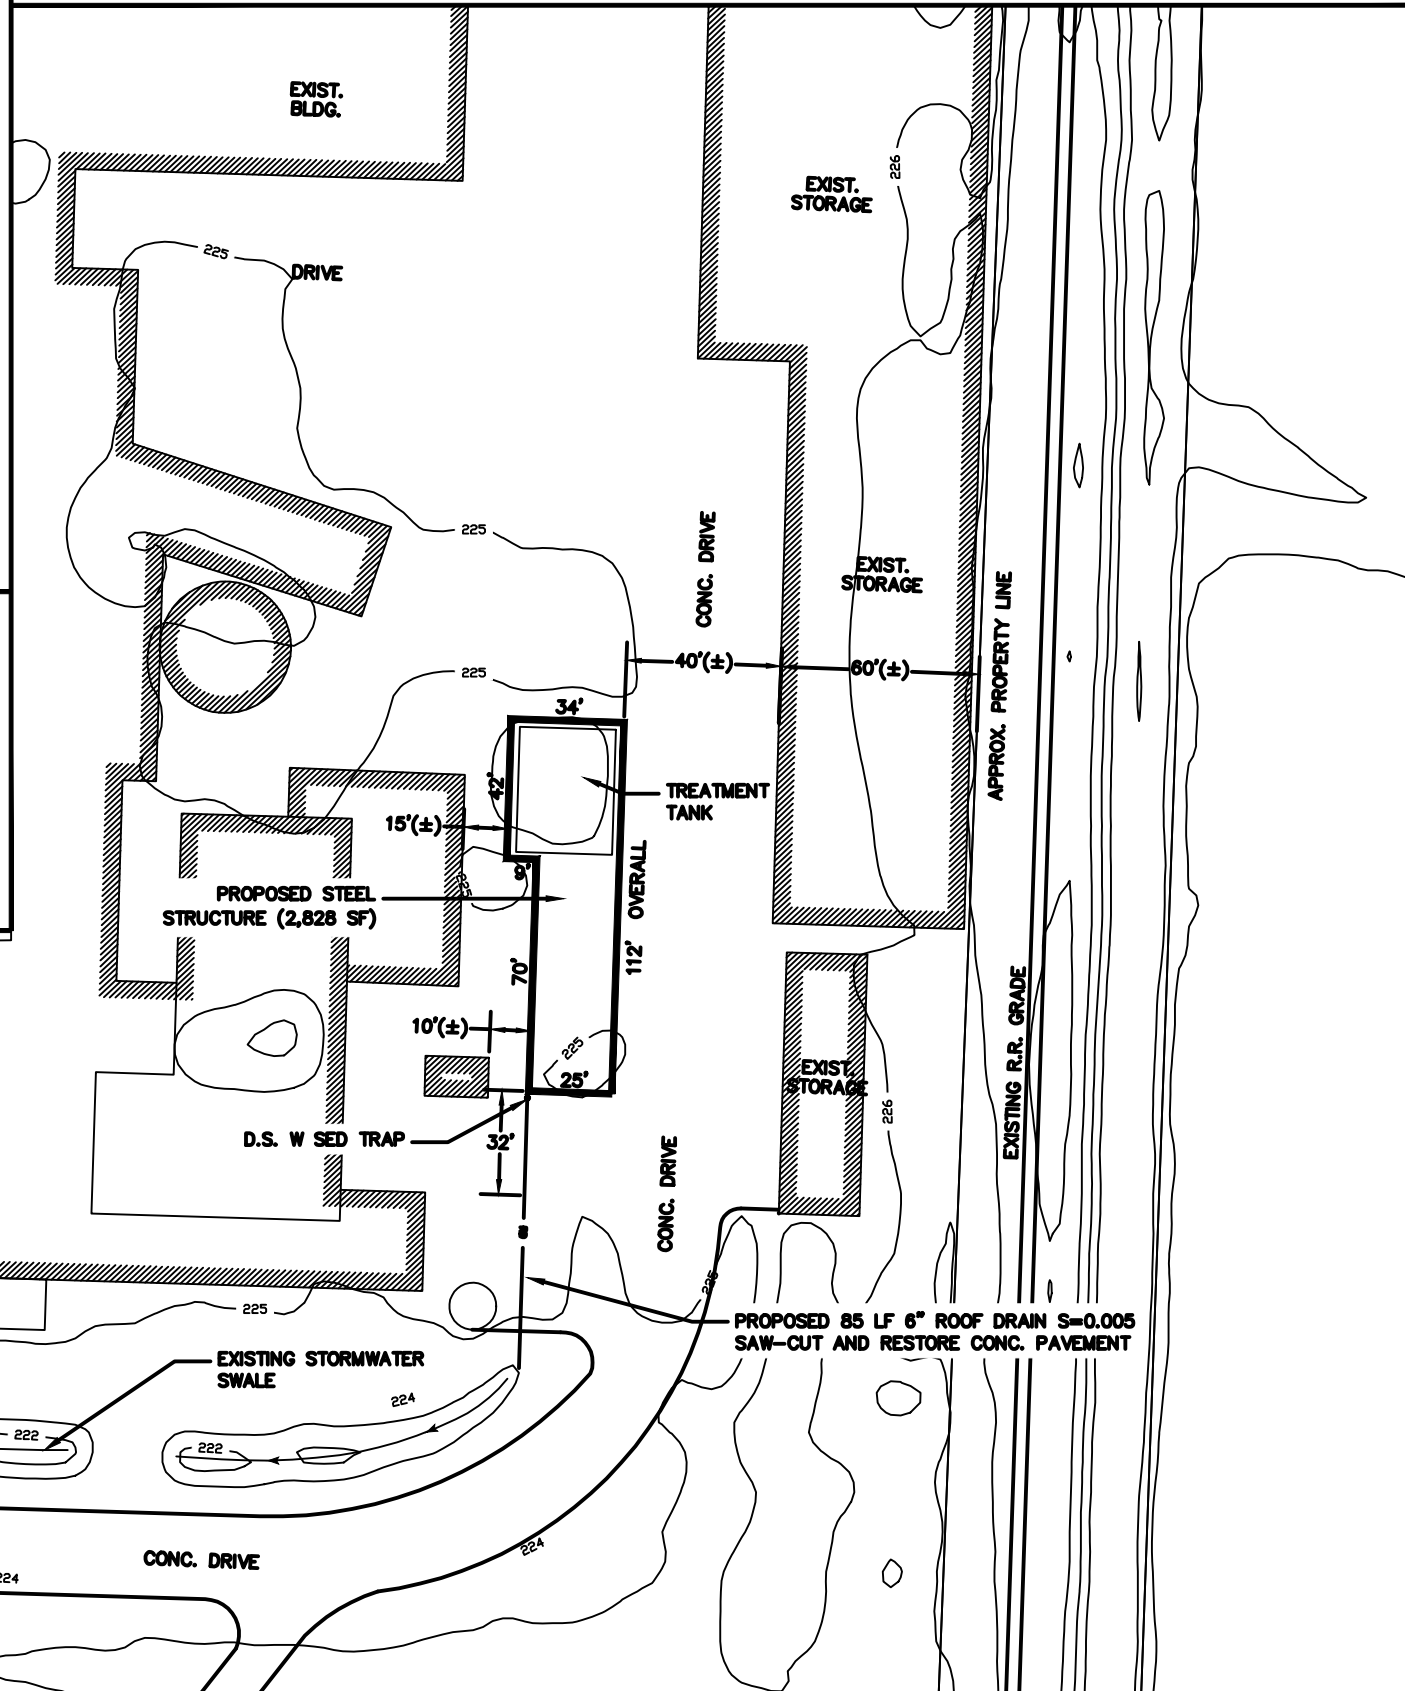 EXIST.
BLDG.
226
EXIST.
STORAGE
225
DRIVE
225
CONC. DRIVE
EXIST.
STORAGE
APPROX. PROPERTY LINE
40'(±)
60'(±)
225
34'
42'
TREATMENT
TANK
15'(±)
9'
225
PROPOSED STEEL
STRUCTURE (2,828 SF)
112' OVERALL
70'
EXISTING R.R. GRADE
10'(±)
225
25'
EXIST.
STORAGE
226
D.S. W SED TRAP
32'
CONC. DRIVE
225
225
PROPOSED 85 LF 6" ROOF DRAIN S=0.005
SAW-CUT AND RESTORE CONC. PAVEMENT
EXISTING STORMWATER
SWALE
224
222
222
224
CONC. DRIVE
224